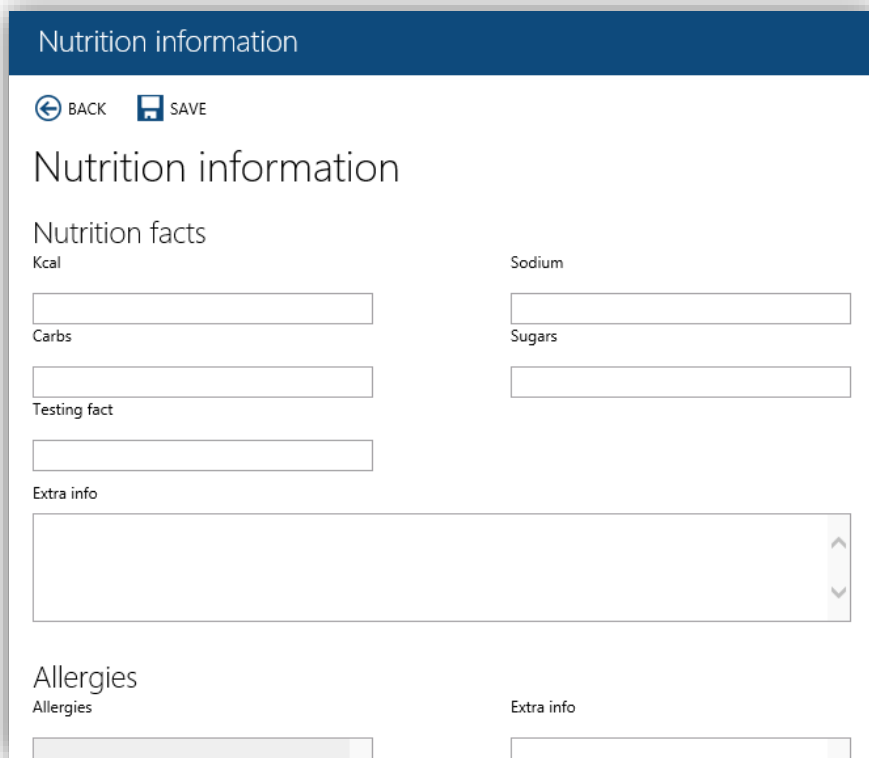 Nutrition information
BACK SAVE
Nutrition information
Nutrition facts
Kcal Sodium
Carbs Sugars
Testing fact
Extra info
Allergies
Allergies Extra info